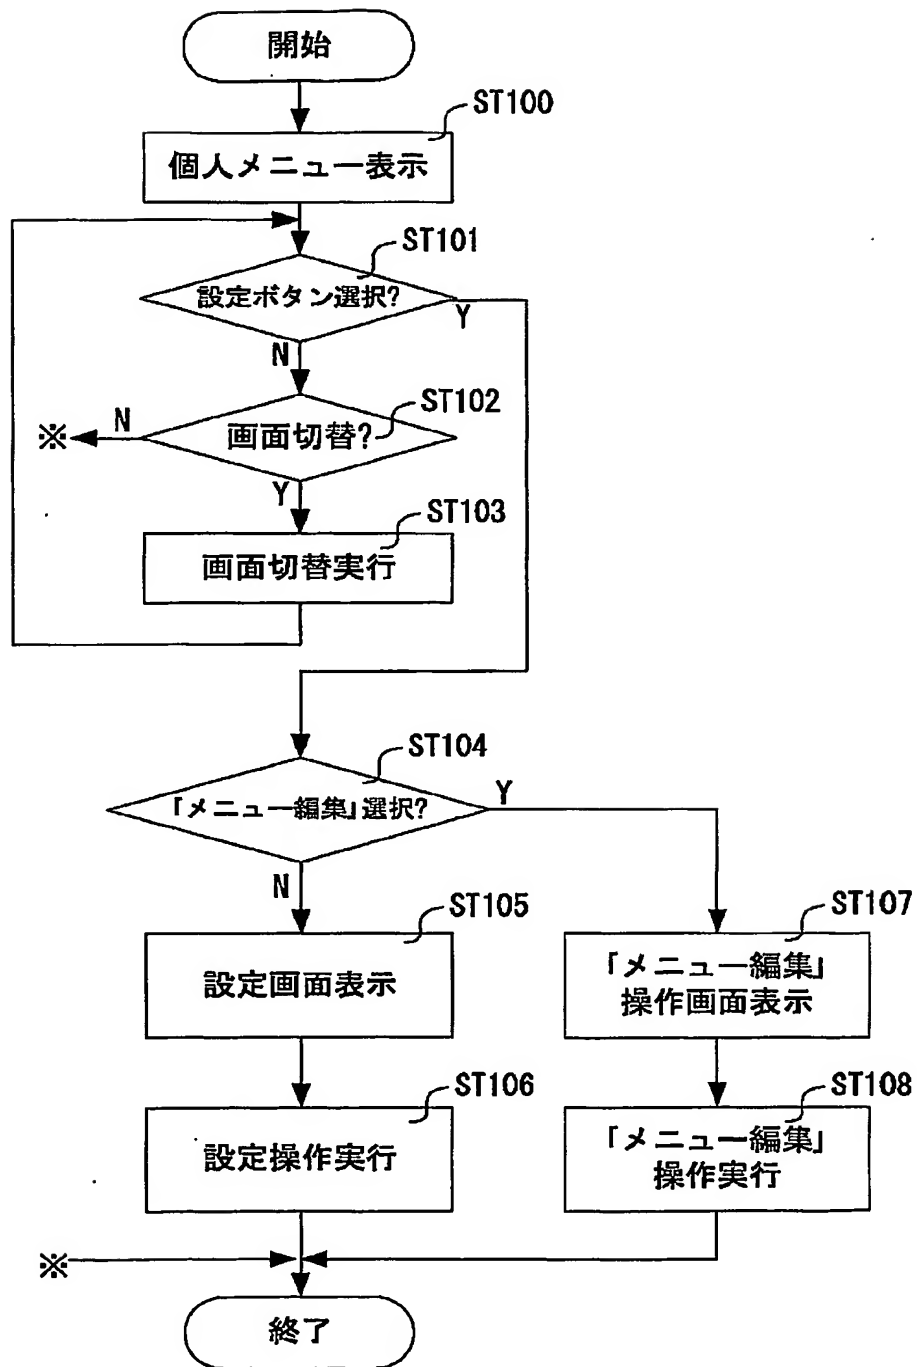 開始
ST100
個人メニュー表示
ST101
設定ボタン選択?
Y
N
ST102
画面切替?
N
※
Y
ST103
画面切替実行
ST104
「メニュー編集」選択?
Y
N
ST105
設定画面表示
ST107
「メニュー編集」
操作画面表示
ST106
設定操作実行
ST108
「メニュー編集」
操作実行
※
終了